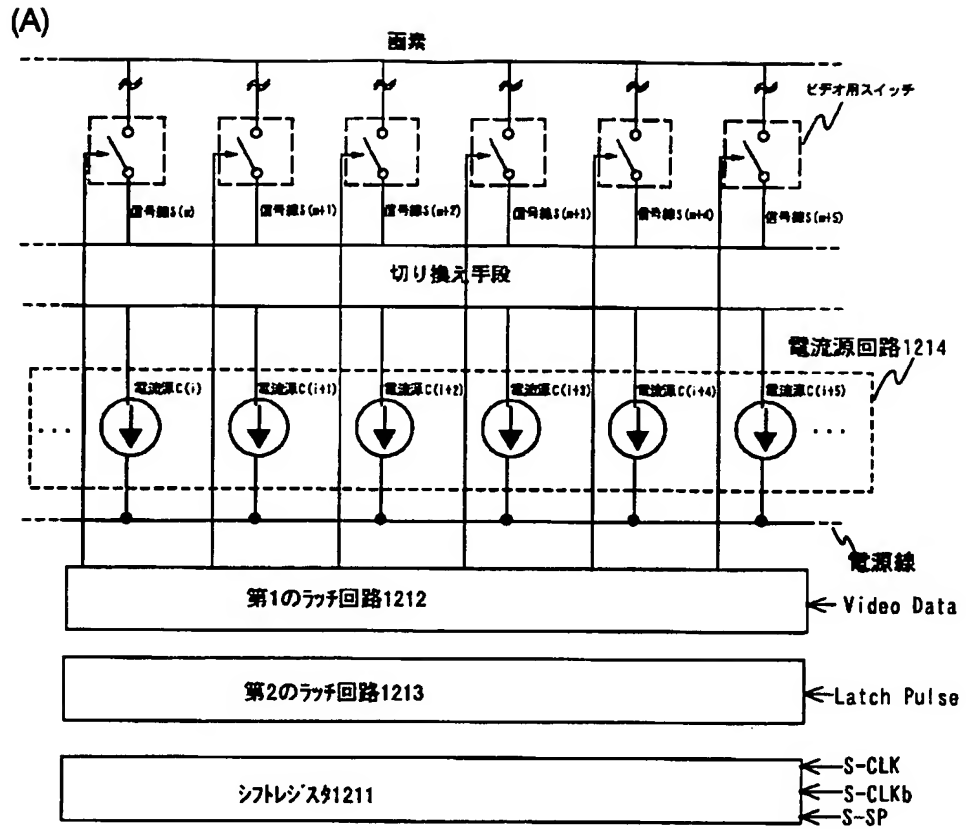 (A)
画素
ビデオ用スイッチ
信号線S(m)
信号線S(m+1)
信号線S(m+2)
信号線S(m+3)
信号線S(m+4)
信号線S(m+5)
切り換え手段
電流源回路1214
電流源C(i)
電流源C(i+1)
電流源C(i+2)
電流源C(i+3)
電流源C(i+4)
電流源C(i+5)
...
...
電源線
第1のラッチ回路1212
Video Data
第2のラッチ回路1213
Latch Pulse
シフトレジスタ1211
S-CLK
S-CLKb
S-SP